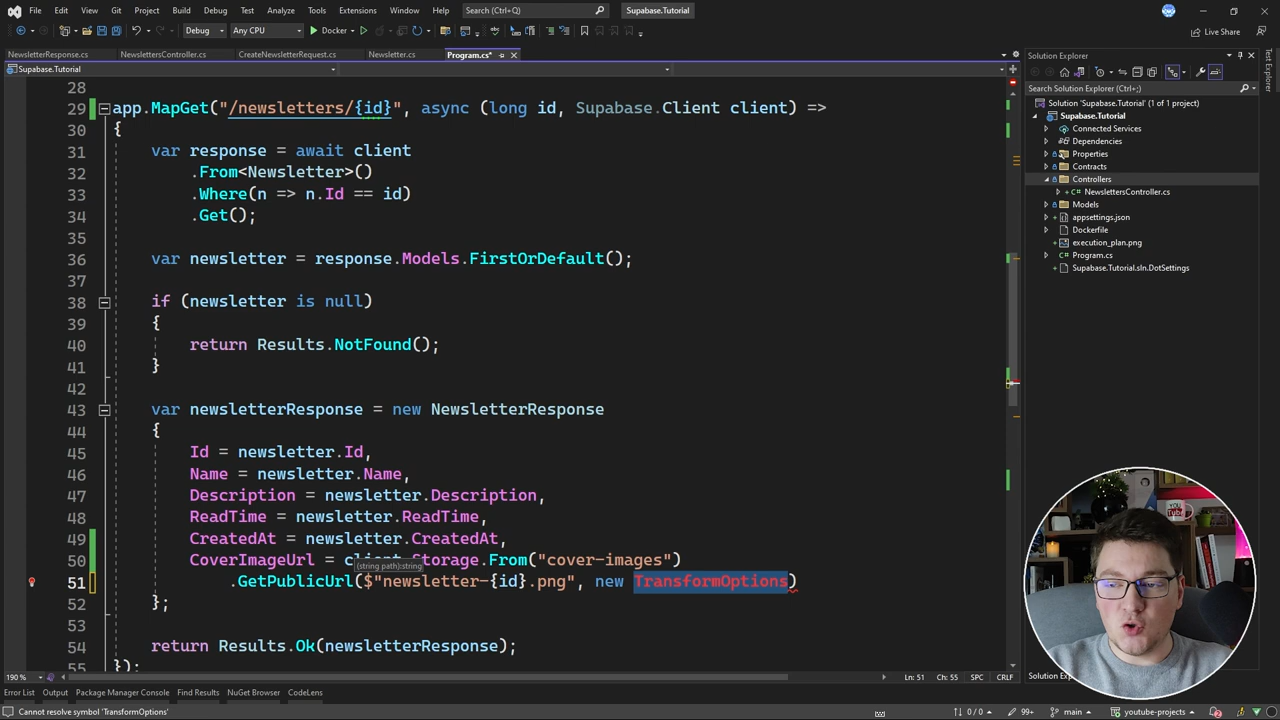 File Edit View Git Project Build Debug Test Analyze Tools Extensions Window Help Search (Ctrl+Q) Supabase.Tutorial
Debug Any CPU Docker Live Share
NewsletterResponse.cs NewslettersController.cs CreateNewsletterRequest.cs Newsletter.cs Program.cs*
Supabase.Tutorial
28
29 app.MapGet("/newsletters/{id}", async (long id, Supabase.Client client) =>
30 {
31 var response = await client
32 .From<Newsletter>()
33 .Where(n => n.Id == id)
34 .Get();
35
36 var newsletter = response.Models.FirstOrDefault();
37
38 if (newsletter is null)
39 {
40 return Results.NotFound();
41 }
42
43 var newsletterResponse = new NewsletterResponse
44 {
45 Id = newsletter.Id,
46 Name = newsletter.Name,
47 Description = newsletter.Description,
48 ReadTime = newsletter.ReadTime,
49 CreatedAt = newsletter.CreatedAt,
50 CoverImageUrl = client.Storage.From("cover-images")
(string path):string
51 .GetPublicUrl($"newsletter-{id}.png", new TransformOptions)
52 };
53
54 return Results.Ok(newsletterResponse);
55 });
190 % Ln: 51 Ch: 55 SPC CRLF
Error List Output Package Manager Console Find Results NuGet Browser CodeLens
Cannot resolve symbol 'TransformOptions' 0 / 0 99+ main youtube-projects
Solution Explorer
Search Solution Explorer (Ctrl+;)
Solution 'Supabase.Tutorial' (1 of 1 project)
Supabase.Tutorial
Connected Services
Dependencies
Properties
Contracts
Controllers
NewslettersController.cs
Models
appsettings.json
Dockerfile
execution_plan.png
Program.cs
Supabase.Tutorial.sln.DotSettings
Test Explorer